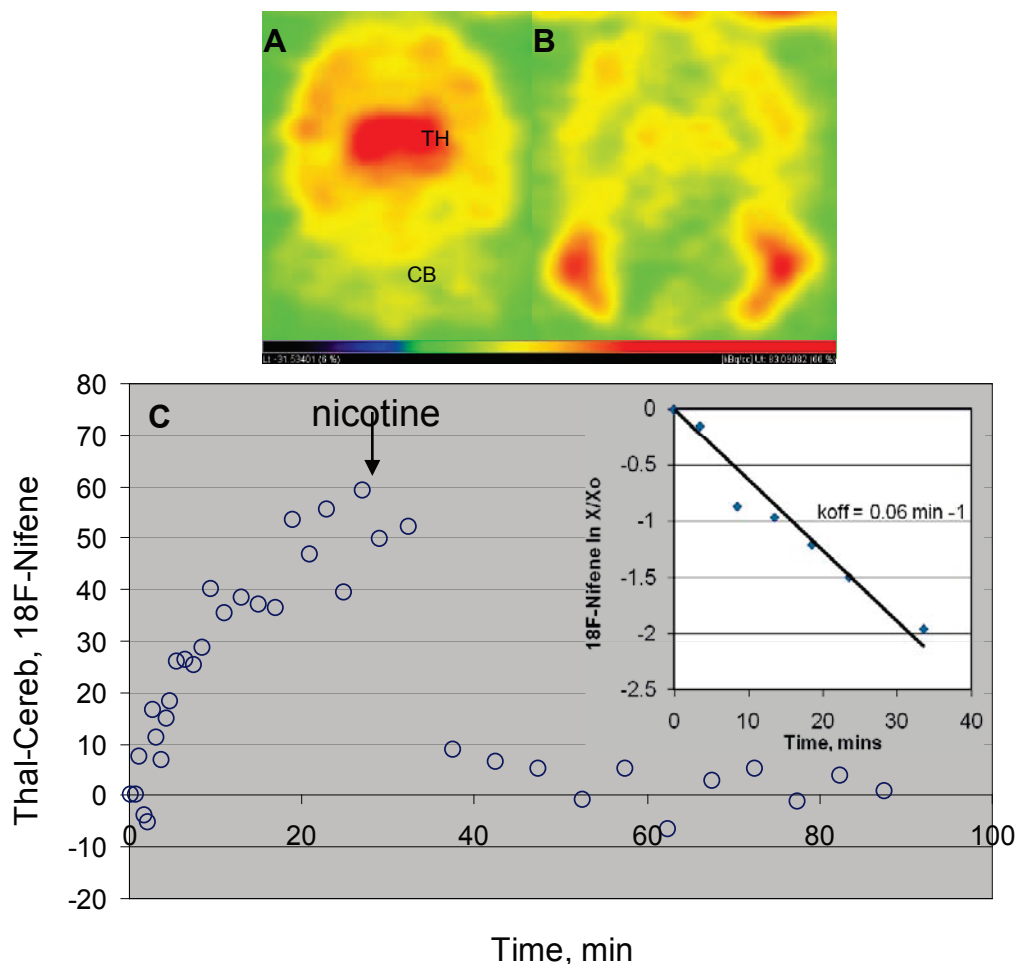 A
B
TH
CB
Lt -31.53401 (6 %)
[kBq/cc] Ut: 83.09082 (66 %)
C
nicotine
Thal-Cereb, 18F-Nifene
80
70
60
50
40
30
20
10
0
-10
-20
0
20
40
60
80
100
Time, min
18F-Nifene ln X/Xo
0
-0.5
-1
-1.5
-2
-2.5
koff = 0.06 min -1
0
10
20
30
40
Time, mins